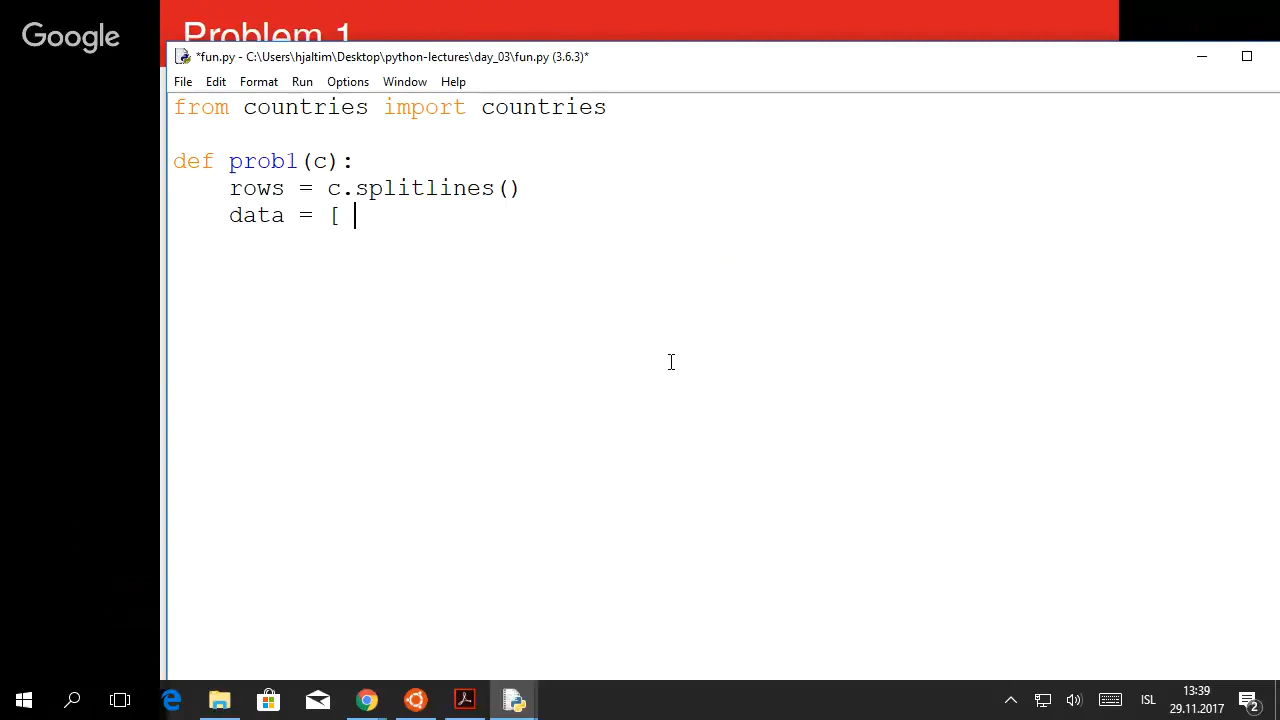 Google
Problem 1
*fun.py - C:\Users\hjaltim\Desktop\python-lectures\day_03\fun.py (3.6.3)*
File Edit Format Run Options Window Help
from countries import countries
def prob1(c):
    rows = c.splitlines()
    data = [
ISL
13:39
29.11.2017
2